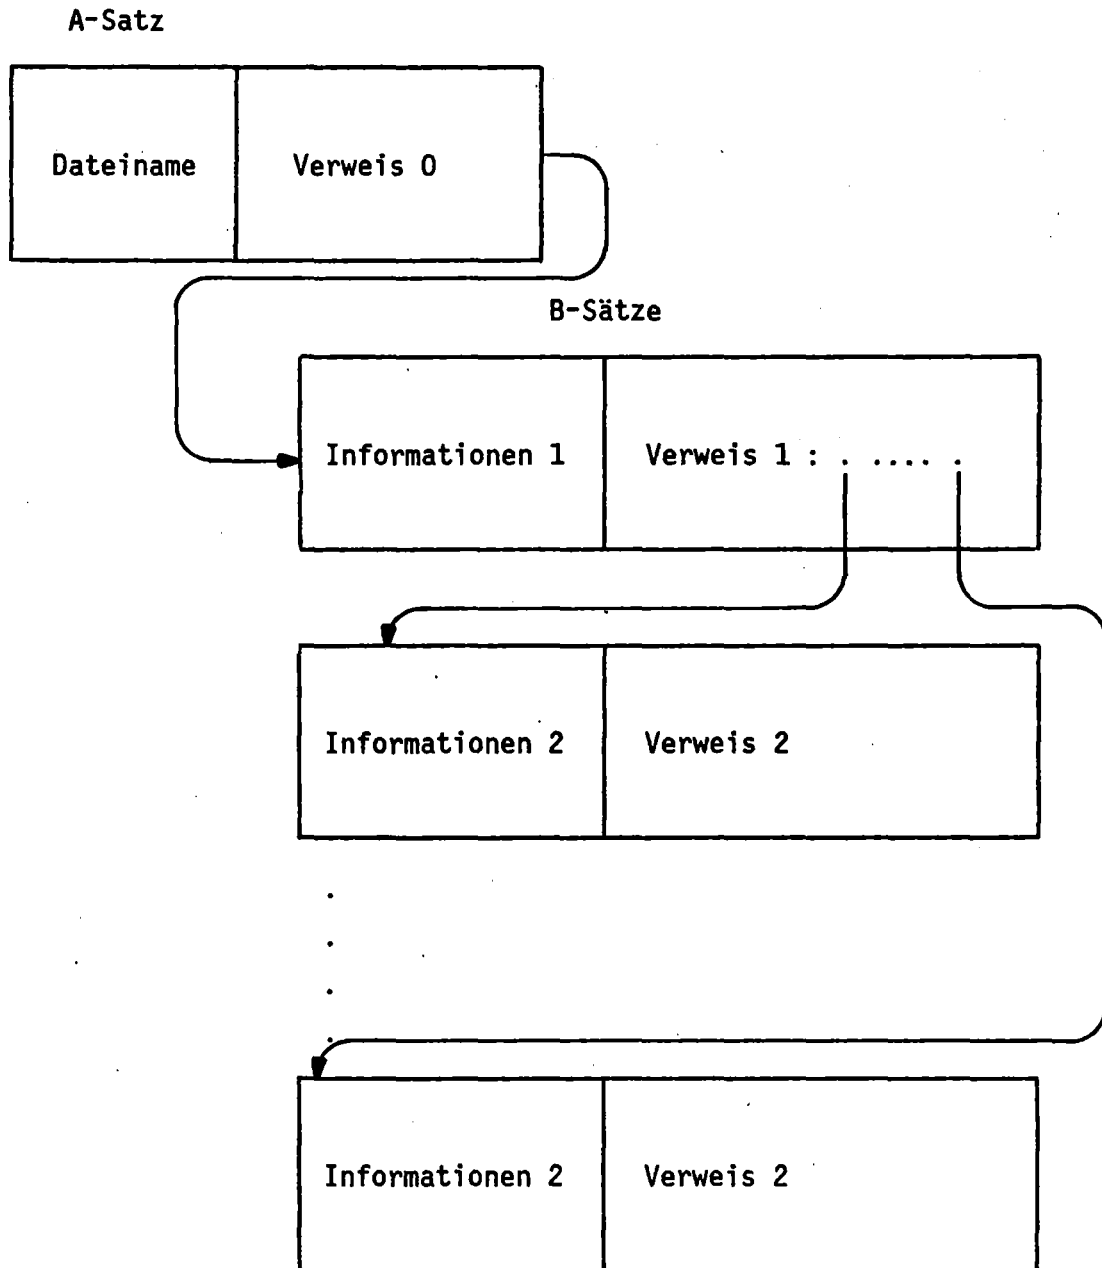 A-Satz
Dateiname Verweis 0
B-Sätze
Informationen 1 Verweis 1 : . .... .
Informationen 2 Verweis 2
.
.
.
.
Informationen 2 Verweis 2